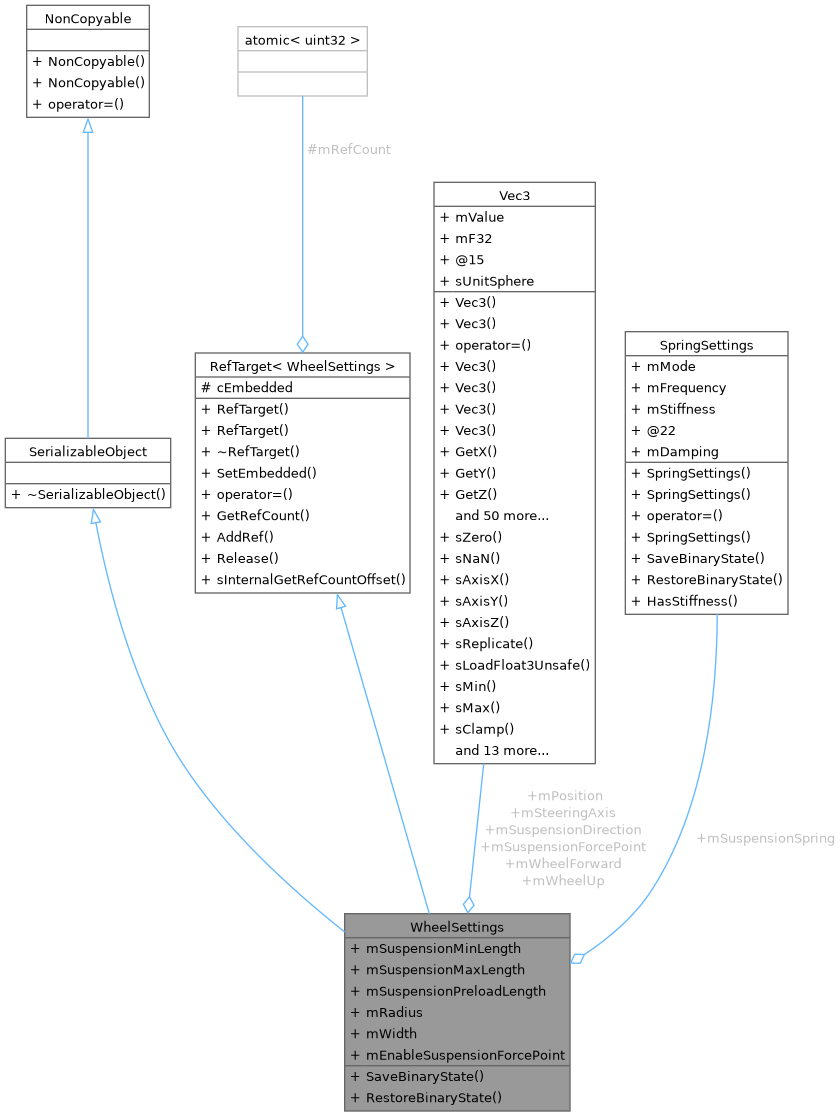 NonCopyable
+ NonCopyable()
+ NonCopyable()
+ operator=()
atomic< uint32 >
#mRefCount
Vec3
+ mValue
+ mF32
+ @15
+ sUnitSphere
+ Vec3()
+ Vec3()
+ operator=()
+ Vec3()
+ Vec3()
+ Vec3()
+ Vec3()
+ GetX()
+ GetY()
+ GetZ()
and 50 more...
+ sZero()
+ sNaN()
+ sAxisX()
+ sAxisY()
+ sAxisZ()
+ sReplicate()
+ sLoadFloat3Unsafe()
+ sMin()
+ sMax()
+ sClamp()
and 13 more...
SpringSettings
+ mMode
+ mFrequency
+ mStiffness
+ @22
+ mDamping
+ SpringSettings()
+ SpringSettings()
+ operator=()
+ SpringSettings()
+ SaveBinaryState()
+ RestoreBinaryState()
+ HasStiffness()
RefTarget< WheelSettings >
# cEmbedded
+ RefTarget()
+ RefTarget()
+ ~RefTarget()
+ SetEmbedded()
+ operator=()
+ GetRefCount()
+ AddRef()
+ Release()
+ sInternalGetRefCountOffset()
SerializableObject
+ ~SerializableObject()
+mPosition
+mSteeringAxis
+mSuspensionDirection
+mSuspensionForcePoint
+mWheelForward
+mWheelUp
+mSuspensionSpring
WheelSettings
+ mSuspensionMinLength
+ mSuspensionMaxLength
+ mSuspensionPreloadLength
+ mRadius
+ mWidth
+ mEnableSuspensionForcePoint
+ SaveBinaryState()
+ RestoreBinaryState()